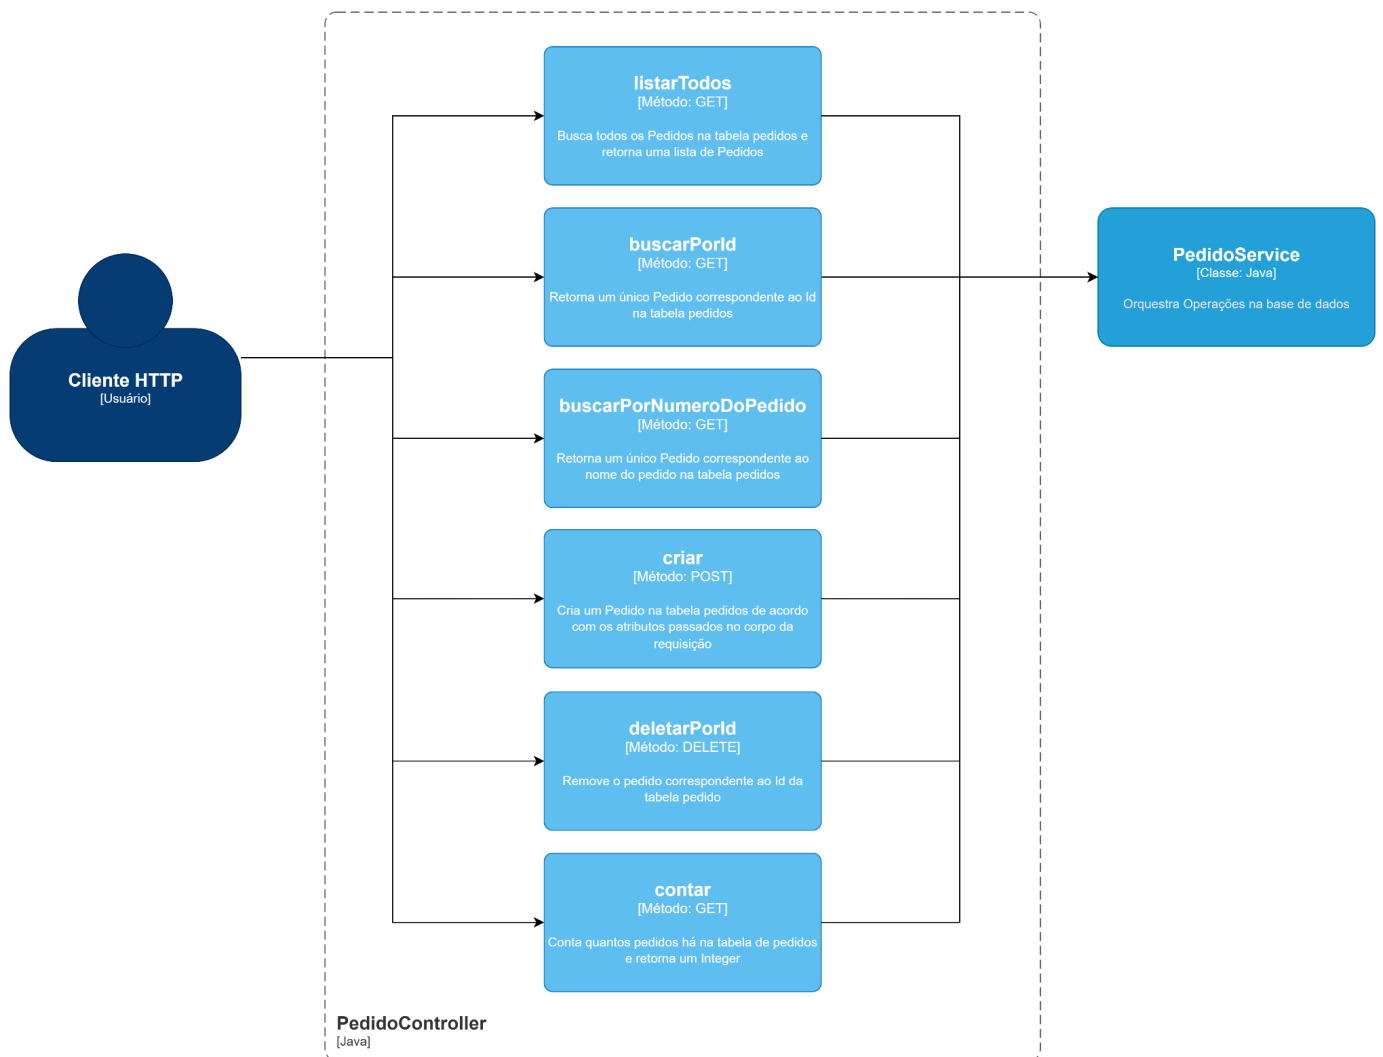 listarTodos
[Método: GET]
Busca todos os Pedidos na tabela pedidos e
retorna uma lista de Pedidos
buscarPorId
[Método: GET]
Retorna um único Pedido correspondente ao Id
na tabela pedidos
PedidoService
[Classe: Java]
Orquestra Operações na base de dados
Cliente HTTP
[Usuário]
buscarPorNumeroDoPedido
[Método: GET]
Retorna um único Pedido correspondente ao
nome do pedido na tabela pedidos
criar
[Método: POST]
Cria um Pedido na tabela pedidos de acordo
com os atributos passados no corpo da
requisição
deletarPorId
[Método: DELETE]
Remove o pedido correspondente ao Id da
tabela pedido
contar
[Método: GET]
Conta quantos pedidos há na tabela de pedidos
e retorna um Integer
PedidoController
[Java]